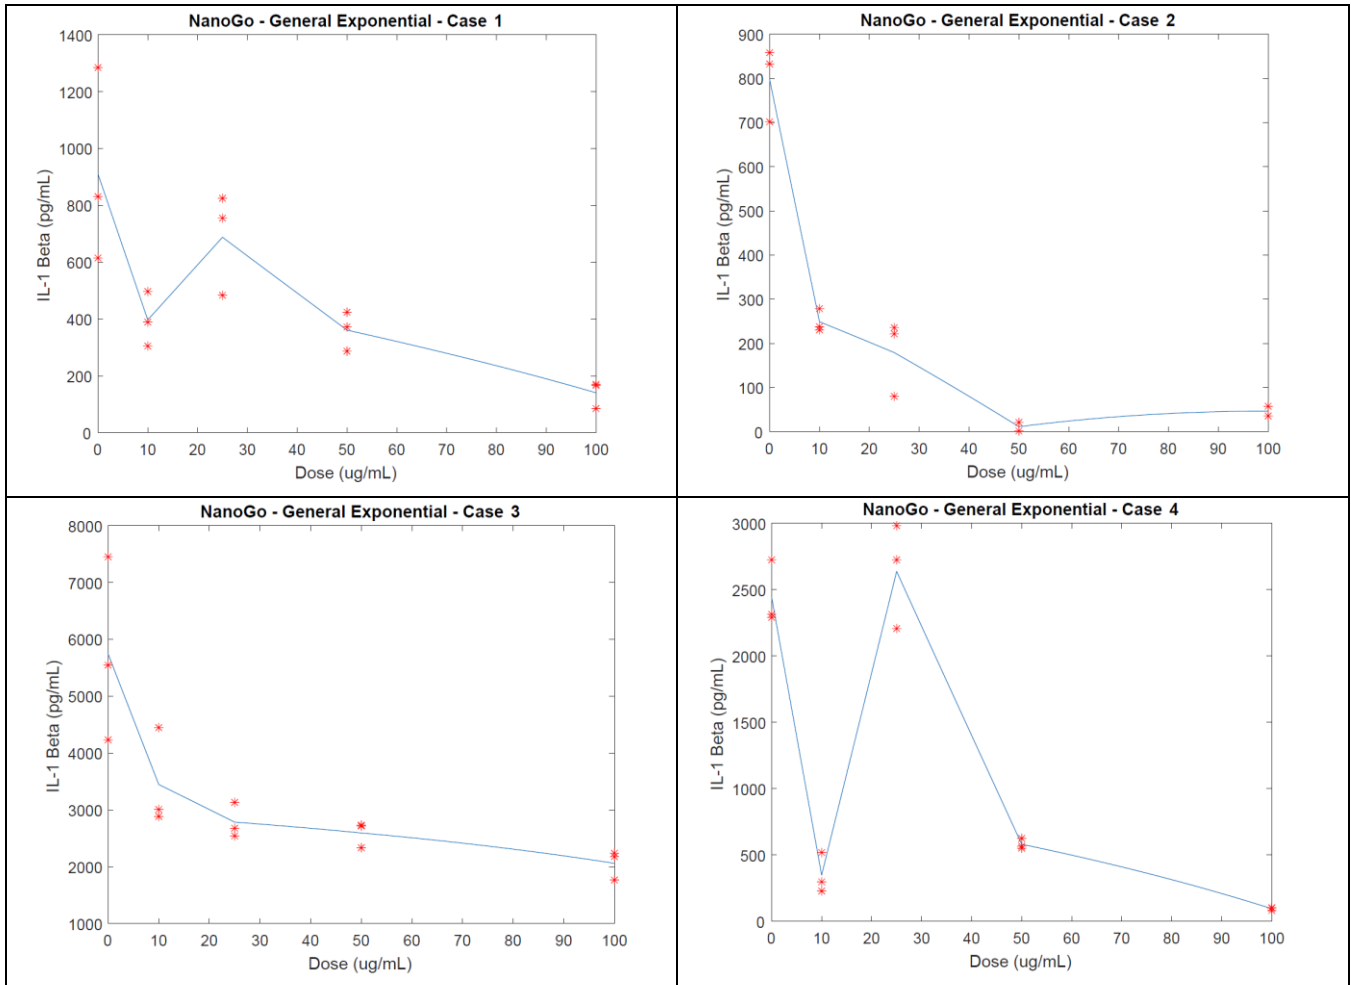 NanoGo - General Exponential - Case 1
1400
1200
1000
800
600
400
200
0
IL-1 Beta (pg/mL)
0 10 20 30 40 50 60 70 80 90 100
Dose (ug/mL)
NanoGo - General Exponential - Case 2
900
800
700
600
500
400
300
200
100
0
IL-1 Beta (pg/mL)
0 10 20 30 40 50 60 70 80 90 100
Dose (ug/mL)
NanoGo - General Exponential - Case 3
8000
7000
6000
5000
4000
3000
2000
1000
IL-1 Beta (pg/mL)
0 10 20 30 40 50 60 70 80 90 100
Dose (ug/mL)
NanoGo - General Exponential - Case 4
3000
2500
2000
1500
1000
500
0
IL-1 Beta (pg/mL)
0 10 20 30 40 50 60 70 80 90 100
Dose (ug/mL)